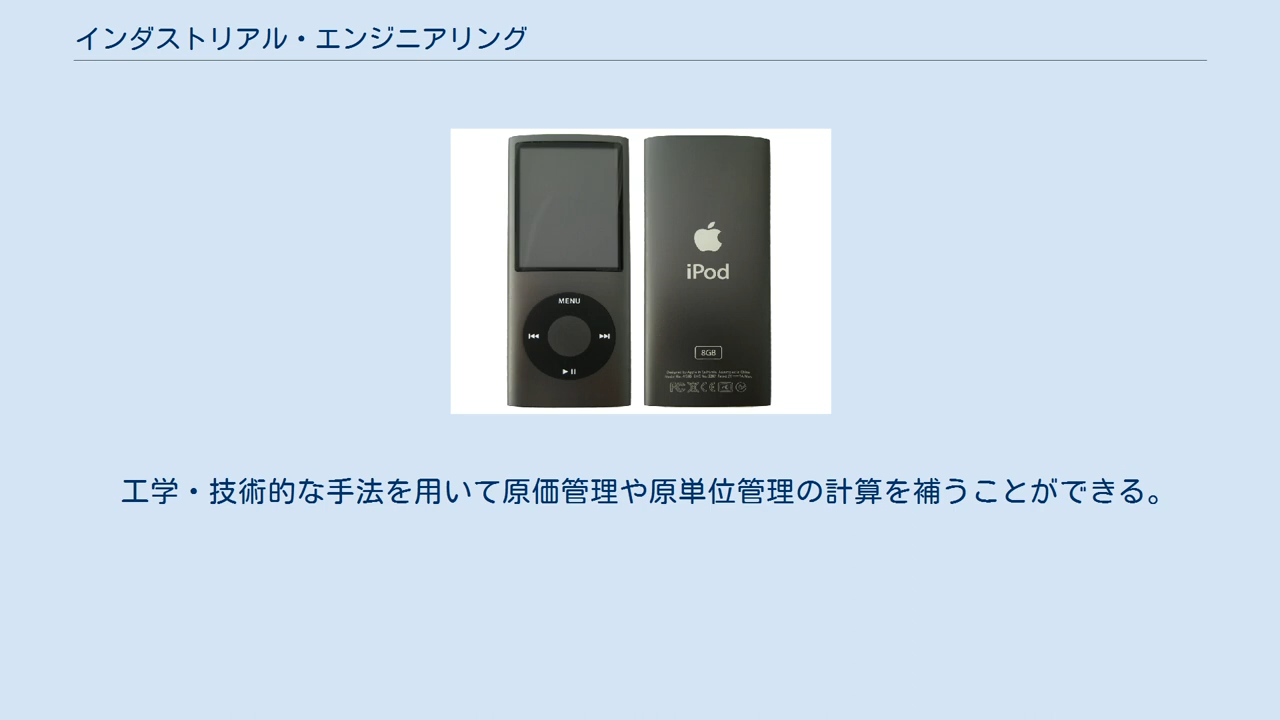 インダストリアル・エンジニアリング
MENU
iPod
8GB
工学・技術的な手法を用いて原価管理や原単位管理の計算を補うことができる。